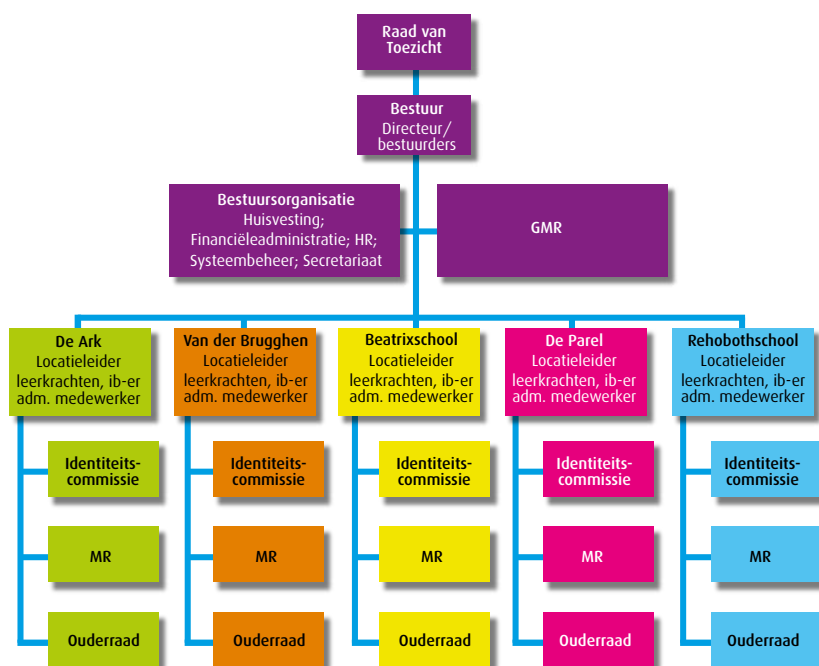 Raad van
Toezicht
Bestuur
Directeur/
bestuurders
Bestuursorganisatie
Huisvesting;
Financiëleadministratie; HR;
Systeembeheer; Secretariaat
GMR
De Ark
Locatieleider
leerkrachten, ib-er
adm. medewerker
Van der Brugghen
Locatieleider
leerkrachten, ib-er
adm. medewerker
Beatrixschool
Locatieleider
leerkrachten, ib-er
adm. medewerker
De Parel
Locatieleider
leerkrachten, ib-er
adm. medewerker
Rehobothschool
Locatieleider
leerkrachten, ib-er
adm. medewerker
Identiteits-
commissie
Identiteits-
commissie
Identiteits-
commissie
Identiteits-
commissie
Identiteits-
commissie
MR
MR
MR
MR
MR
Ouderraad
Ouderraad
Ouderraad
Ouderraad
Ouderraad